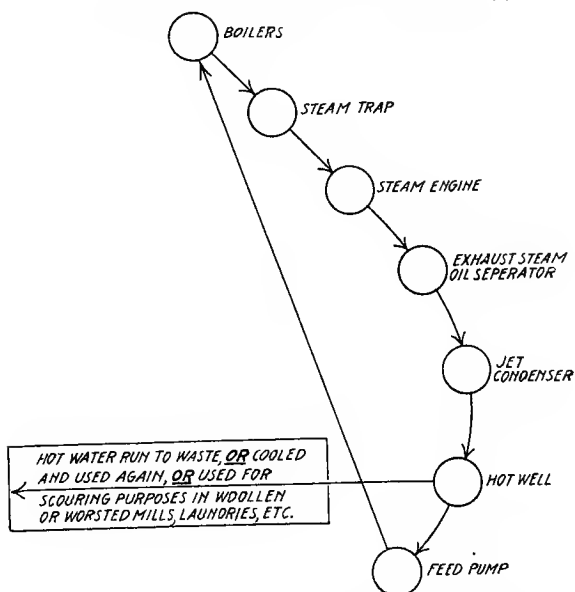 BOILERS
STEAM TRAP
STEAM ENGINE
EXHAUST STEAM
OIL SEPERATOR
JET
CONDENSER
HOT WATER RUN TO WASTE, OR COOLED
AND USED AGAIN, OR USED FOR
SCOURING PURPOSES IN WOOLLEN
OR WORSTED MILLS, LAUNDRIES, ETC.
HOT WELL
FEED PUMP